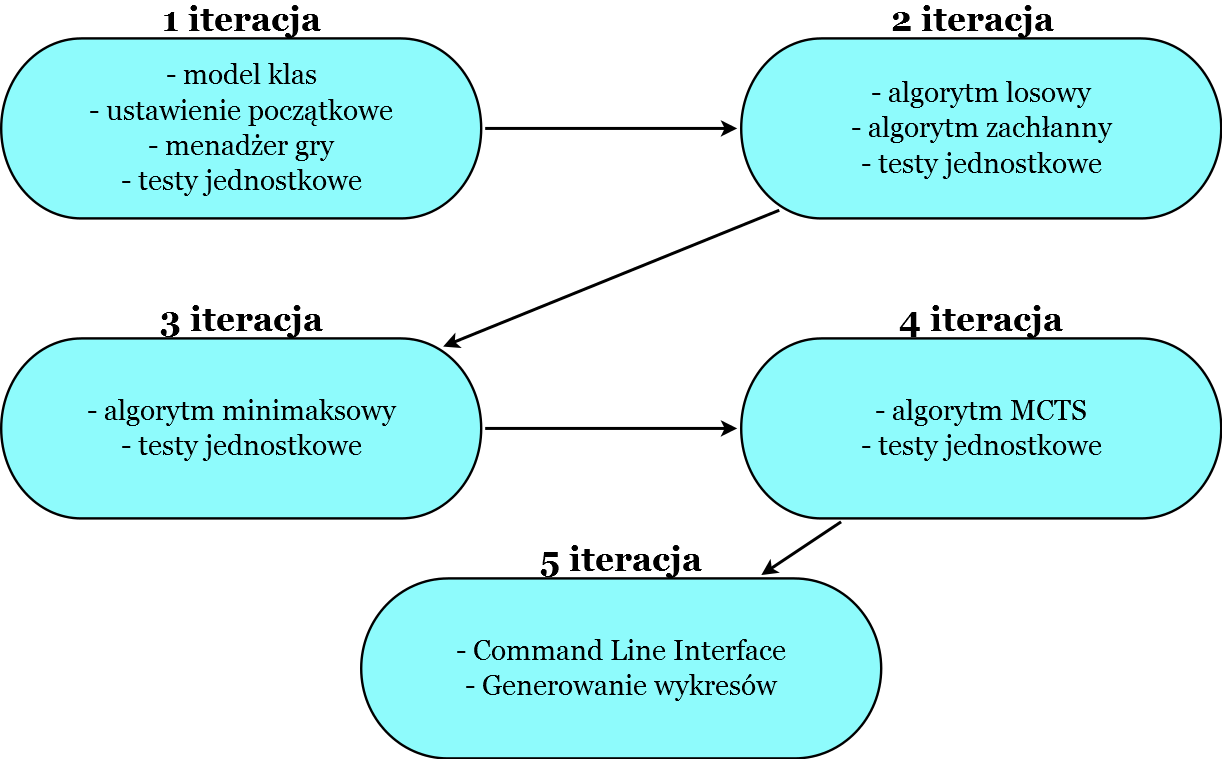 1 iteracja
- model klas
- ustawienie początkowe
- menadżer gry
- testy jednostkowe
2 iteracja
- algorytm losowy
- algorytm zachłanny
- testy jednostkowe
3 iteracja
- algorytm minimaksowy
- testy jednostkowe
4 iteracja
- algorytm MCTS
- testy jednostkowe
5 iteracja
- Command Line Interface
- Generowanie wykresów